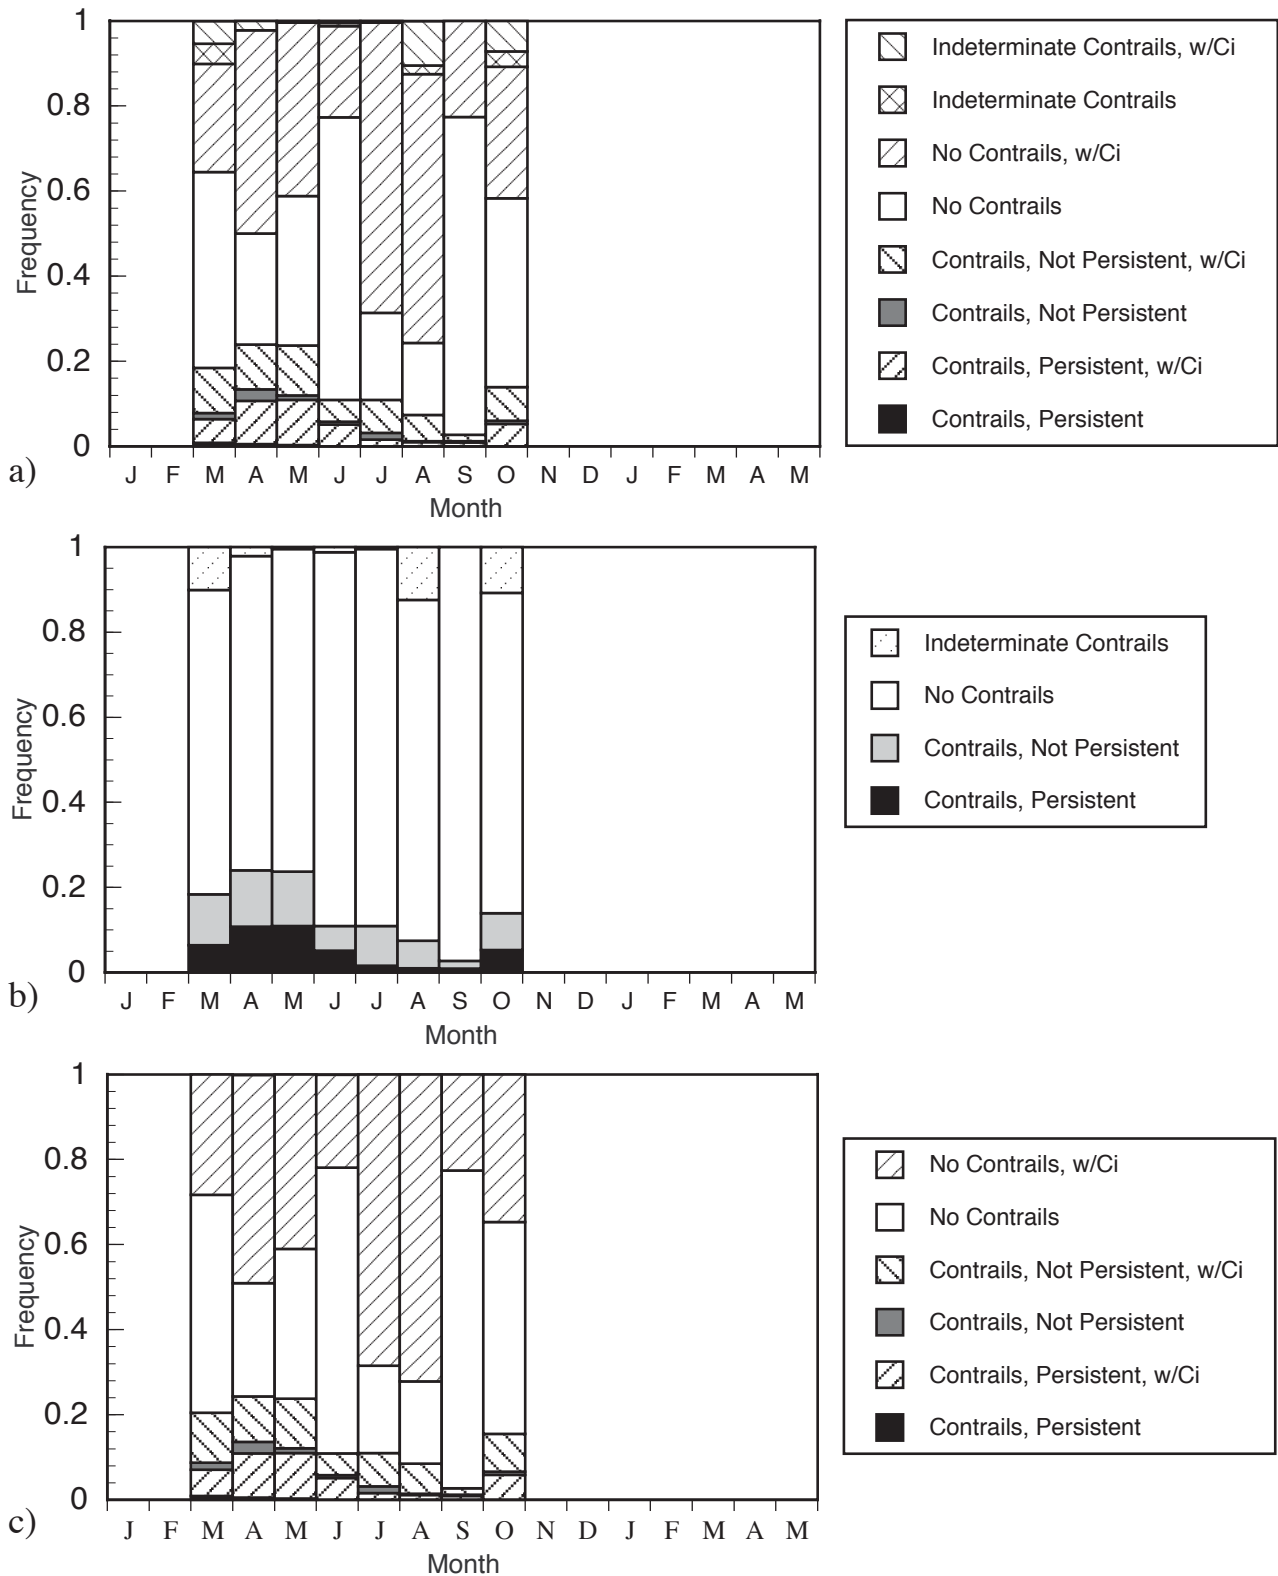 1
0.8
0.6
0.4
0.2
0
Frequency
J F M A M J J A S O N D J F M A M
Month
a)
Indeterminate Contrails, w/Ci
Indeterminate Contrails
No Contrails, w/Ci
No Contrails
Contrails, Not Persistent, w/Ci
Contrails, Not Persistent
Contrails, Persistent, w/Ci
Contrails, Persistent
1
0.8
0.6
0.4
0.2
0
Frequency
J F M A M J J A S O N D J F M A M
Month
b)
Indeterminate Contrails
No Contrails
Contrails, Not Persistent
Contrails, Persistent
1
0.8
0.6
0.4
0.2
0
Frequency
J F M A M J J A S O N D J F M A M
Month
c)
No Contrails, w/Ci
No Contrails
Contrails, Not Persistent, w/Ci
Contrails, Not Persistent
Contrails, Persistent, w/Ci
Contrails, Persistent